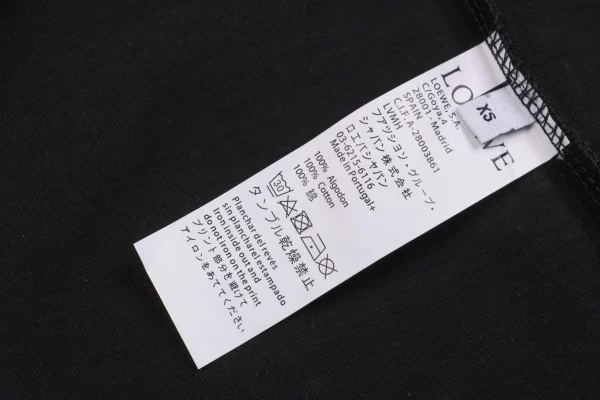 LOEWE
XS
LOEWE, S.A.
C/Goya, 4
28001 - Madrid
SPAIN
C.I.F. A-28003861
LVMH
ファッション・グループ・
ジャパン株式会社
ロエベジャパン
03-6215-6116
Made in Portugal+
100% Algodon
100% Cotton
100% 綿
30
タンブル乾燥禁止
Planchar del revés
sin planchar el estampado
Iron inside out and
do not iron on the print
プリント部分を避けて
アイロンをあててください